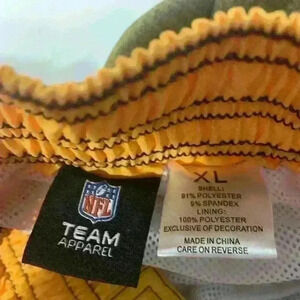 NFL
TEAM
APPAREL
XL
SHELL:
91% POLYESTER
9% SPANDEX
LINING:
100% POLYESTER
EXCLUSIVE OF DECORATION
MADE IN CHINA
CARE ON REVERSE